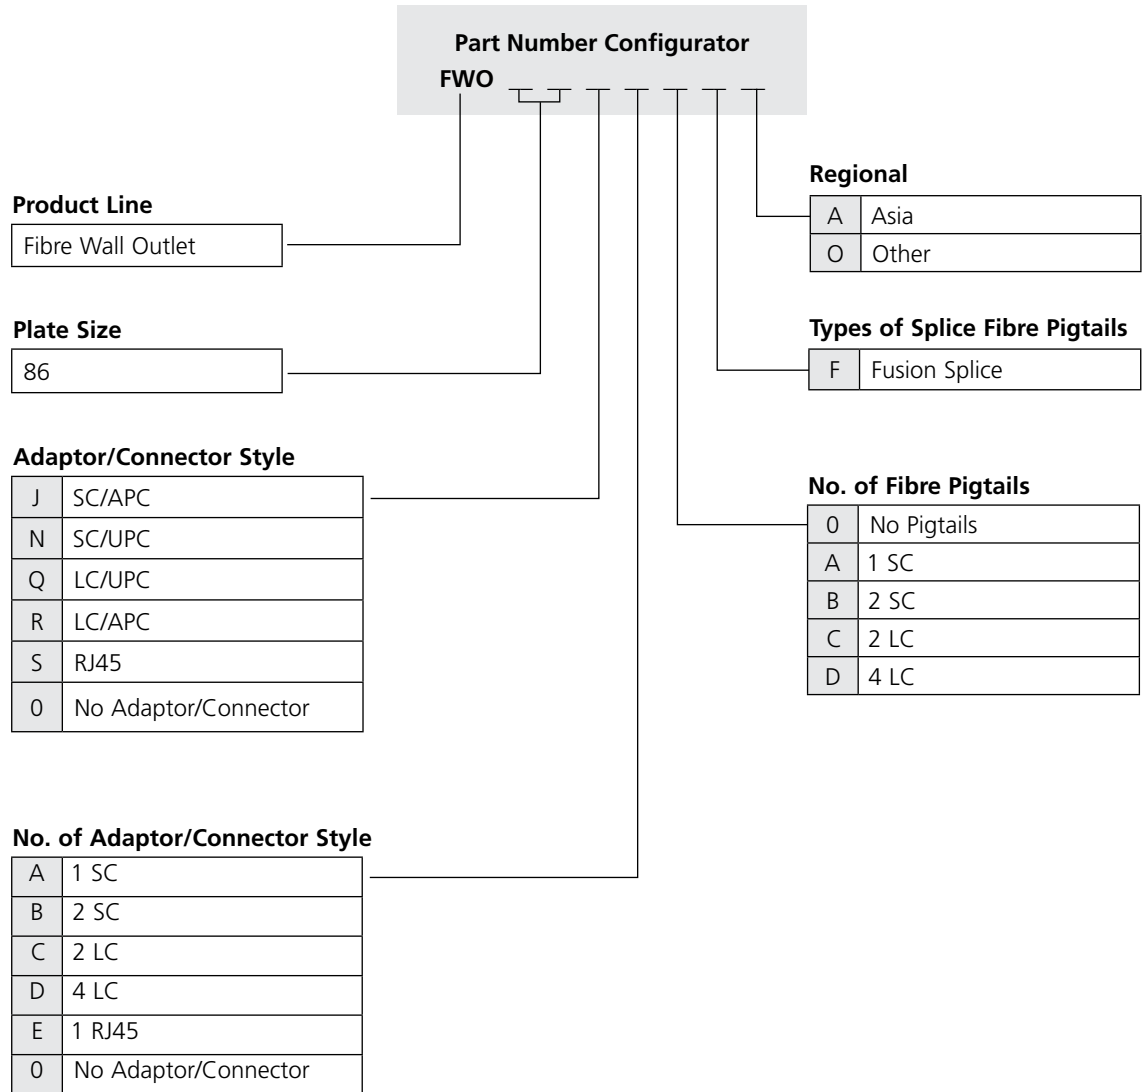 Part Number Configurator
FWO
Product Line
Fibre Wall Outlet
Plate Size
86
Adaptor/Connector Style
J SC/APC
N SC/UPC
Q LC/UPC
R LC/APC
S RJ45
0 No Adaptor/Connector
No. of Adaptor/Connector Style
A 1 SC
B 2 SC
C 2 LC
D 4 LC
E 1 RJ45
0 No Adaptor/Connector
Regional
A Asia
O Other
Types of Splice Fibre Pigtails
F Fusion Splice
No. of Fibre Pigtails
0 No Pigtails
A 1 SC
B 2 SC
C 2 LC
D 4 LC